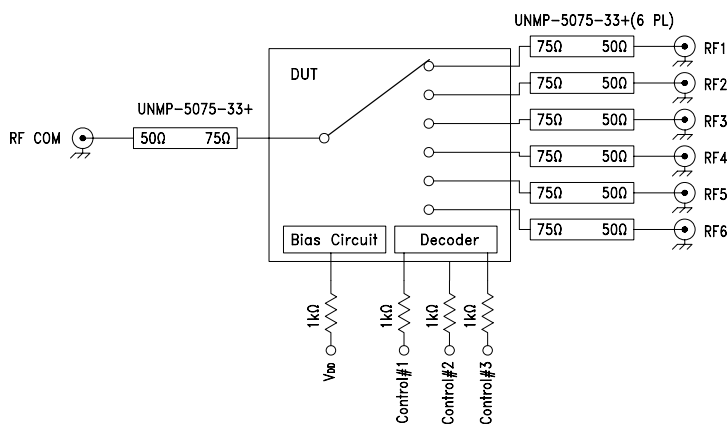 UNMP-5075-33+(6 PL)
75Ω 50Ω RF1
DUT
75Ω 50Ω RF2
UNMP-5075-33+
75Ω 50Ω RF3
RF COM 50Ω 75Ω
75Ω 50Ω RF4
75Ω 50Ω RF5
75Ω 50Ω RF6
Bias Circuit Decoder
1kΩ 1kΩ 1kΩ 1kΩ
VDD Control#1 Control#2 Control#3